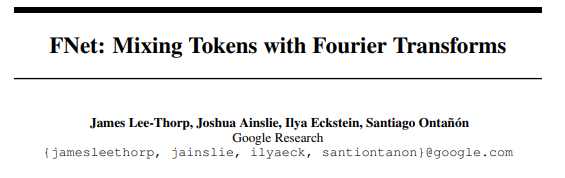 FNet: Mixing Tokens with Fourier Transforms
James Lee-Thorp, Joshua Ainslie, Ilya Eckstein, Santiago Ontañón
Google Research
{jamesleethorp, jainslie, ilyaeck, santiontanon}@google.com